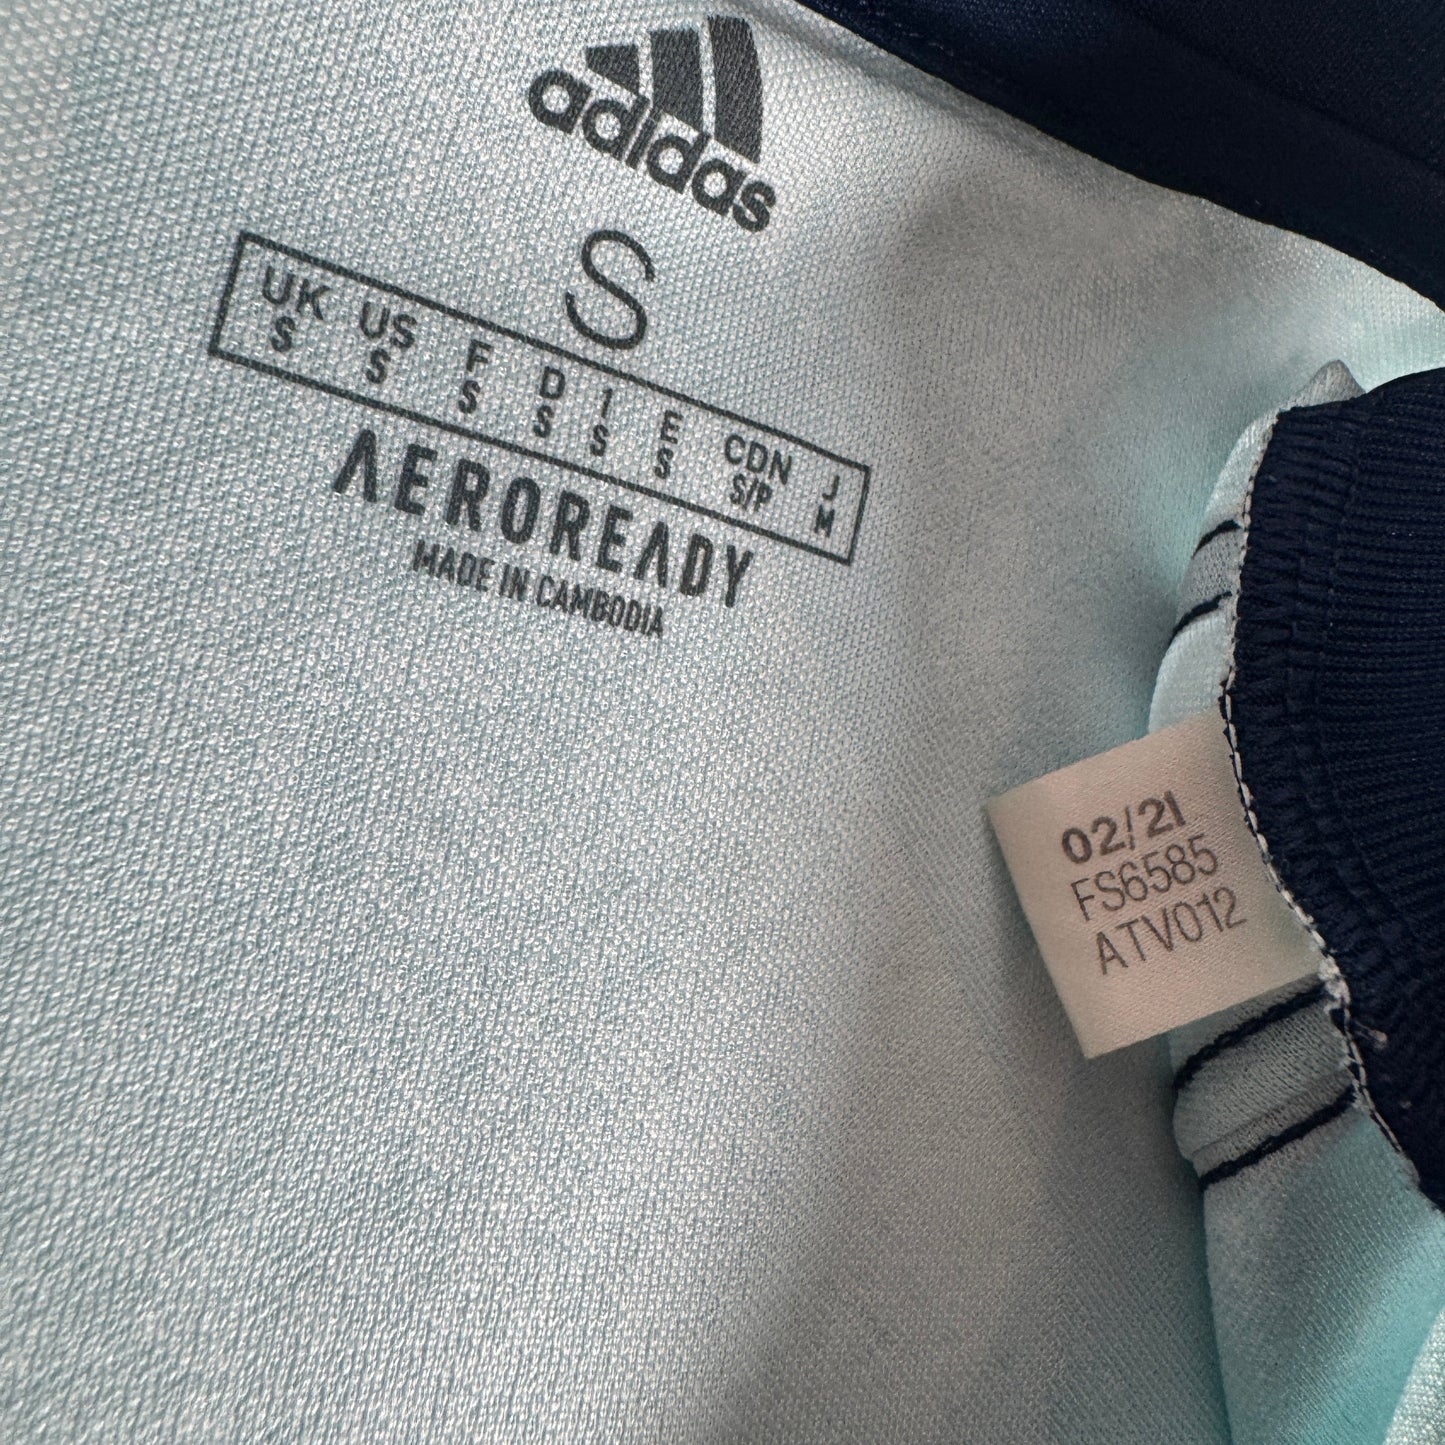 adidas
S
UK US F D I E CDN J
S S S S S S S/P M
AEROREADY
MADE IN CAMBODIA
02/21
FS6585
ATV012